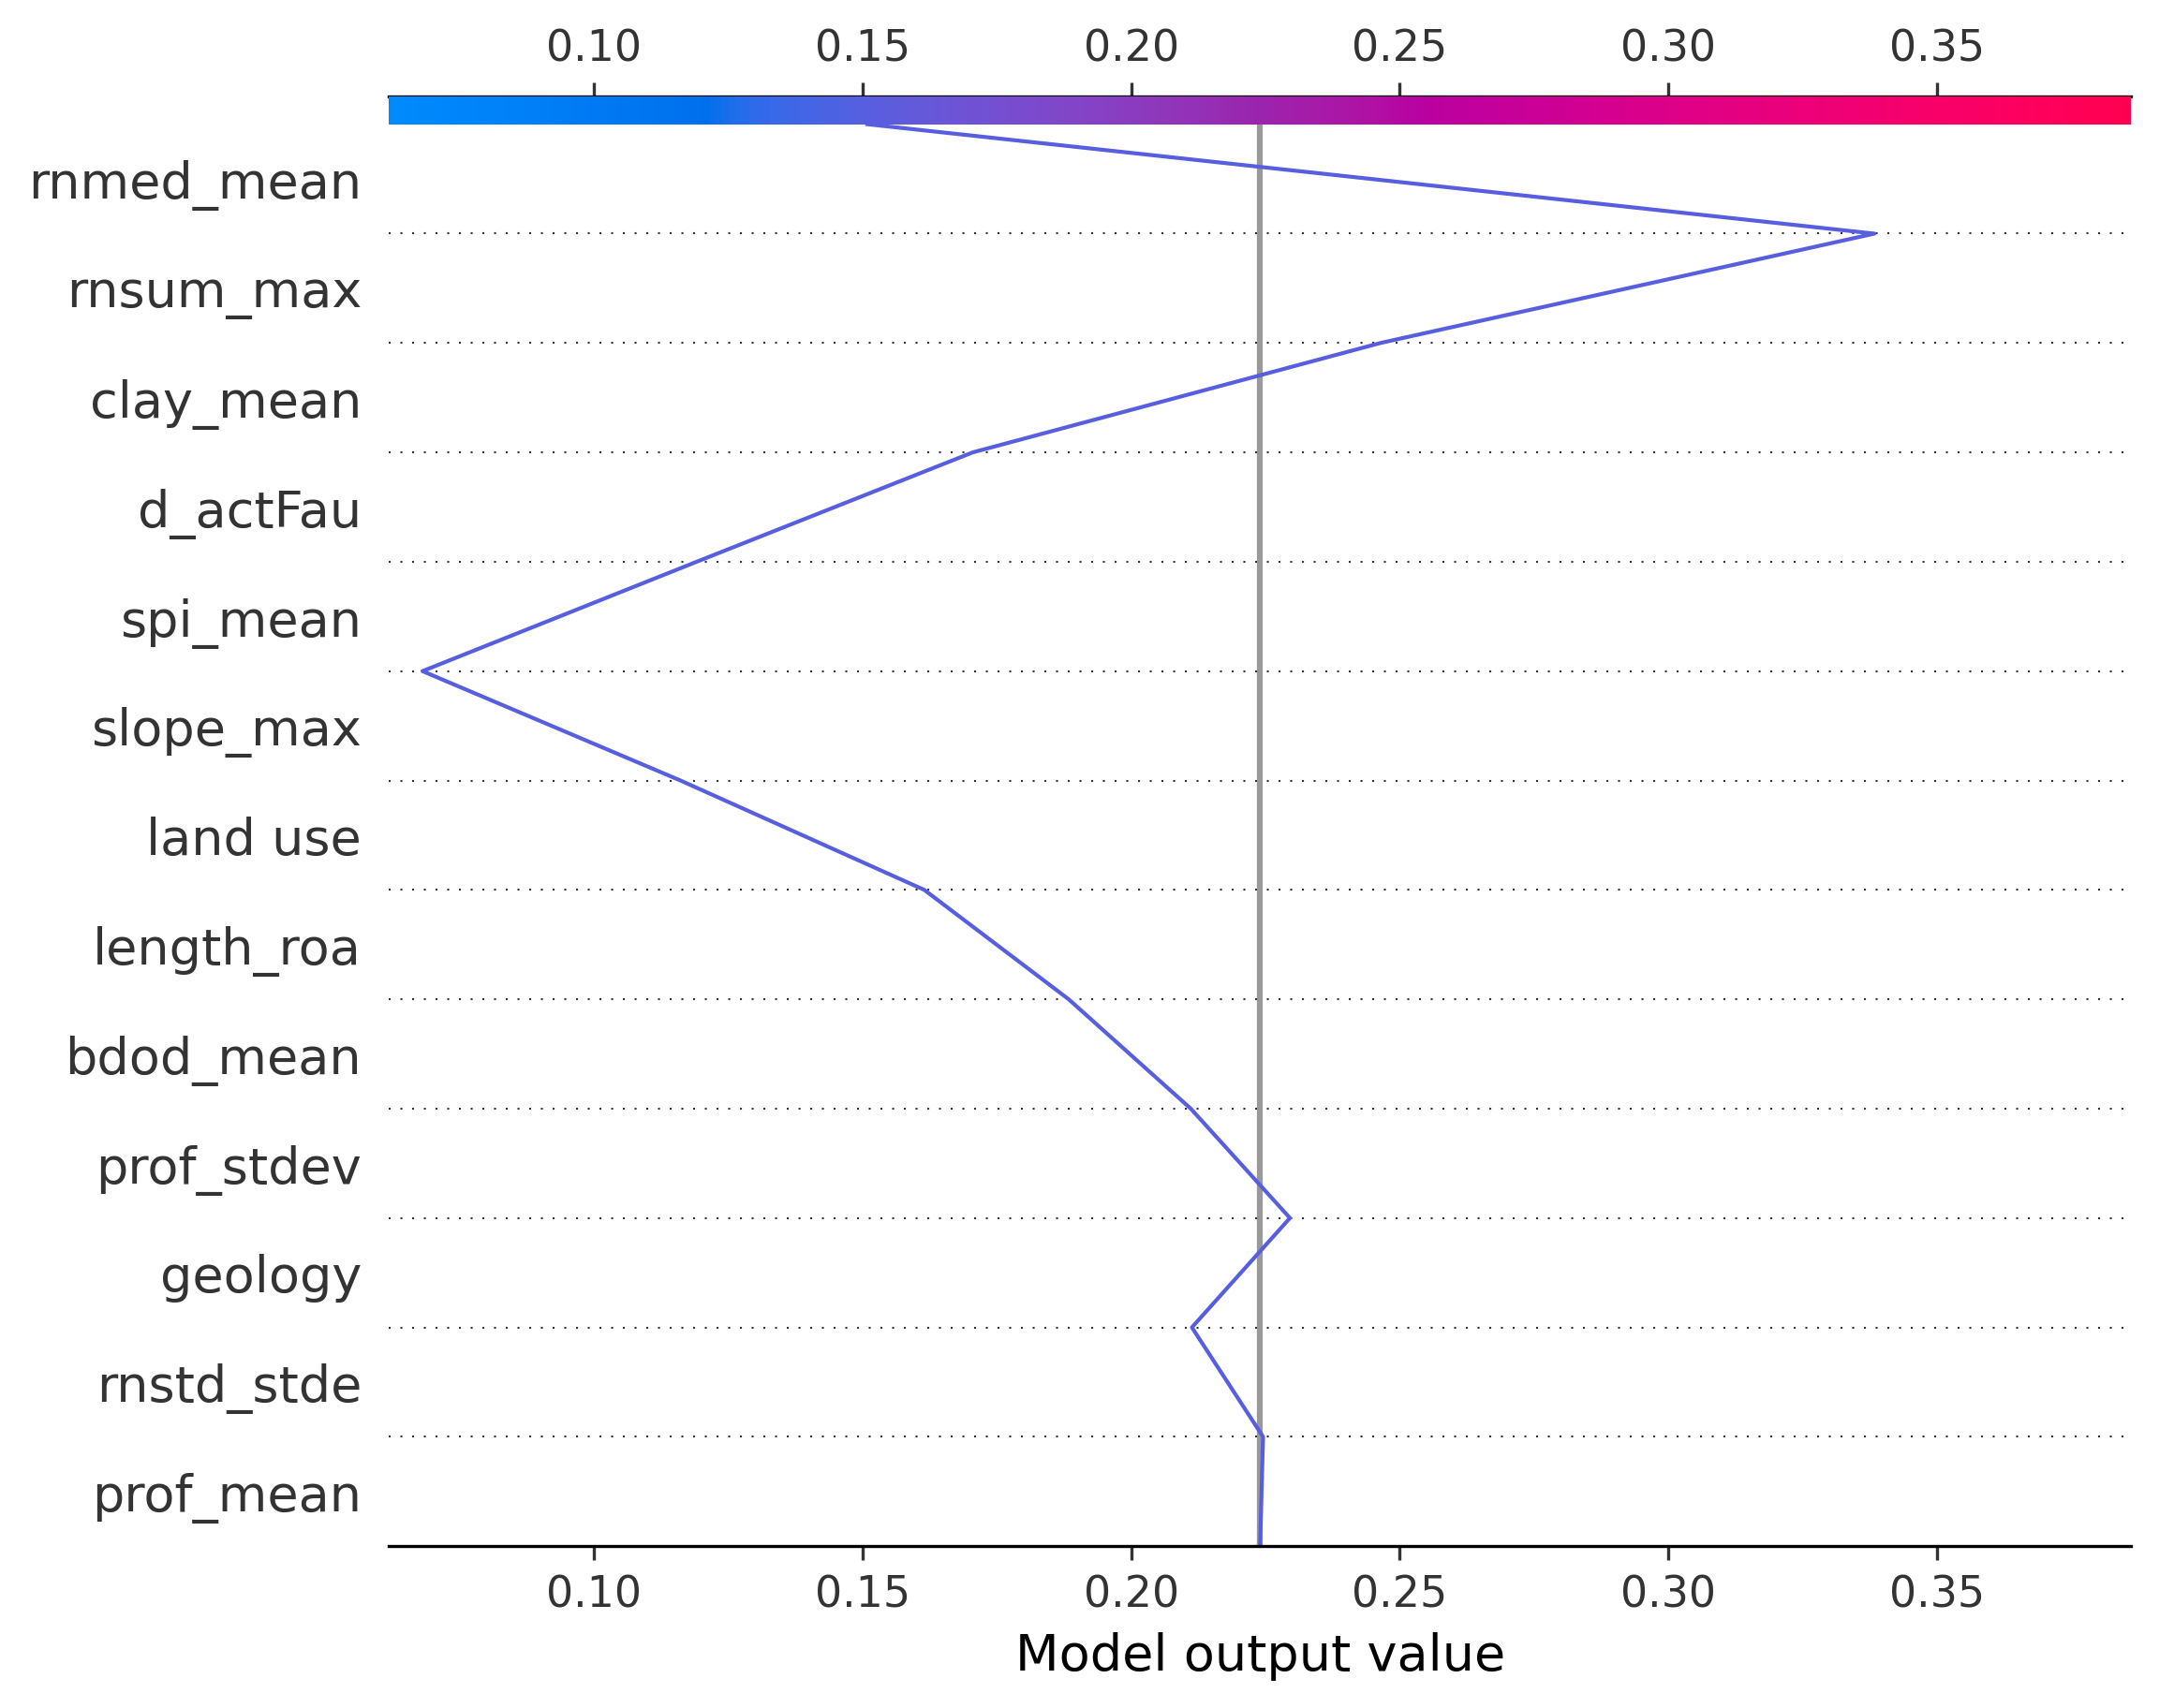 0.10 0.15 0.20 0.25 0.30 0.35
rnmed_mean
rnsum_max
clay_mean
d_actFau
spi_mean
slope_max
land use
length_roa
bdod_mean
prof_stdev
geology
rnstd_stde
prof_mean
0.10 0.15 0.20 0.25 0.30 0.35
Model output value